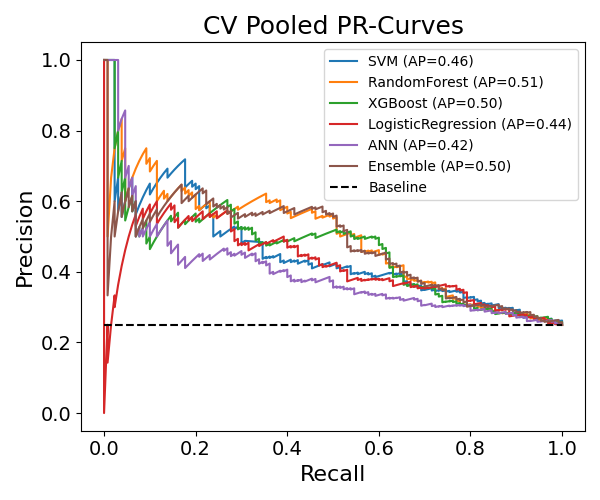 CV Pooled PR-Curves
SVM (AP=0.46)
RandomForest (AP=0.51)
XGBoost (AP=0.50)
LogisticRegression (AP=0.44)
ANN (AP=0.42)
Ensemble (AP=0.50)
Baseline
Precision
1.0
0.8
0.6
0.4
0.2
0.0
0.0 0.2 0.4 0.6 0.8 1.0
Recall